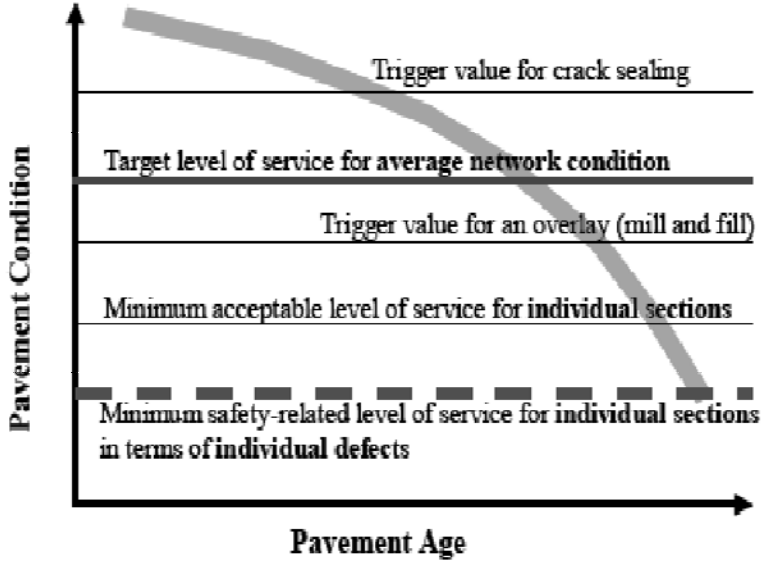 Trigger value for crack sealing
Target level of service for average network condition
Trigger value for an overlay (mill and fill)
Minimum acceptable level of service for individual sections
Minimum safety-related level of service for individual sections
in terms of individual defects
Pavement Condition
Pavement Age